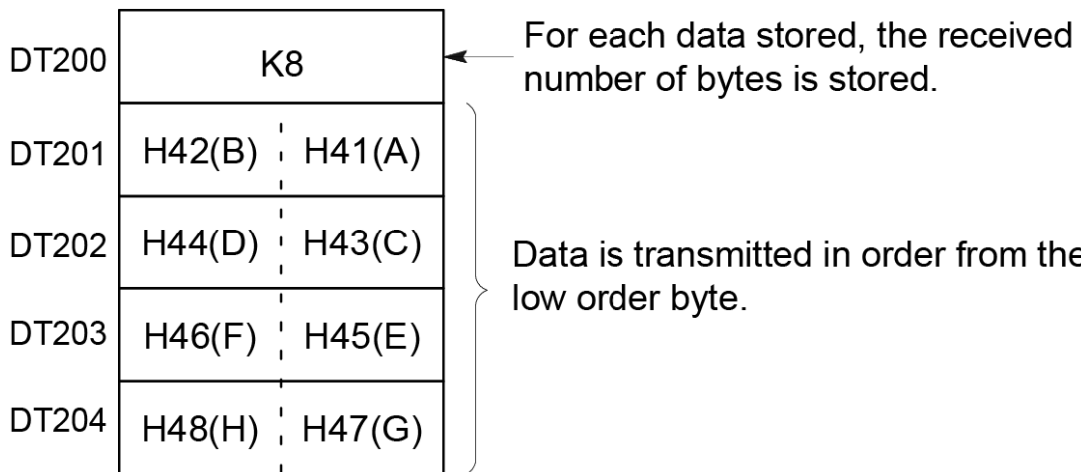 DT200 K8 For each data stored, the received
number of bytes is stored.
DT201 H42(B) H41(A)
DT202 H44(D) H43(C)
Data is transmitted in order from the
low order byte.
DT203 H46(F) H45(E)
DT204 H48(H) H47(G)